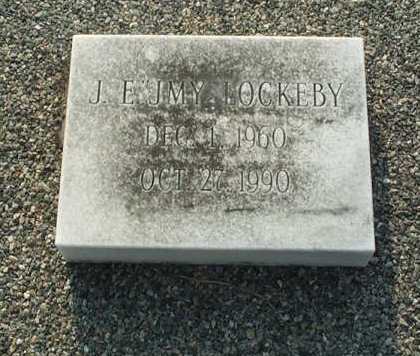 J. E "JMY" LOCKEBY
DEC. 1, 1960
OCT. 27, 1990